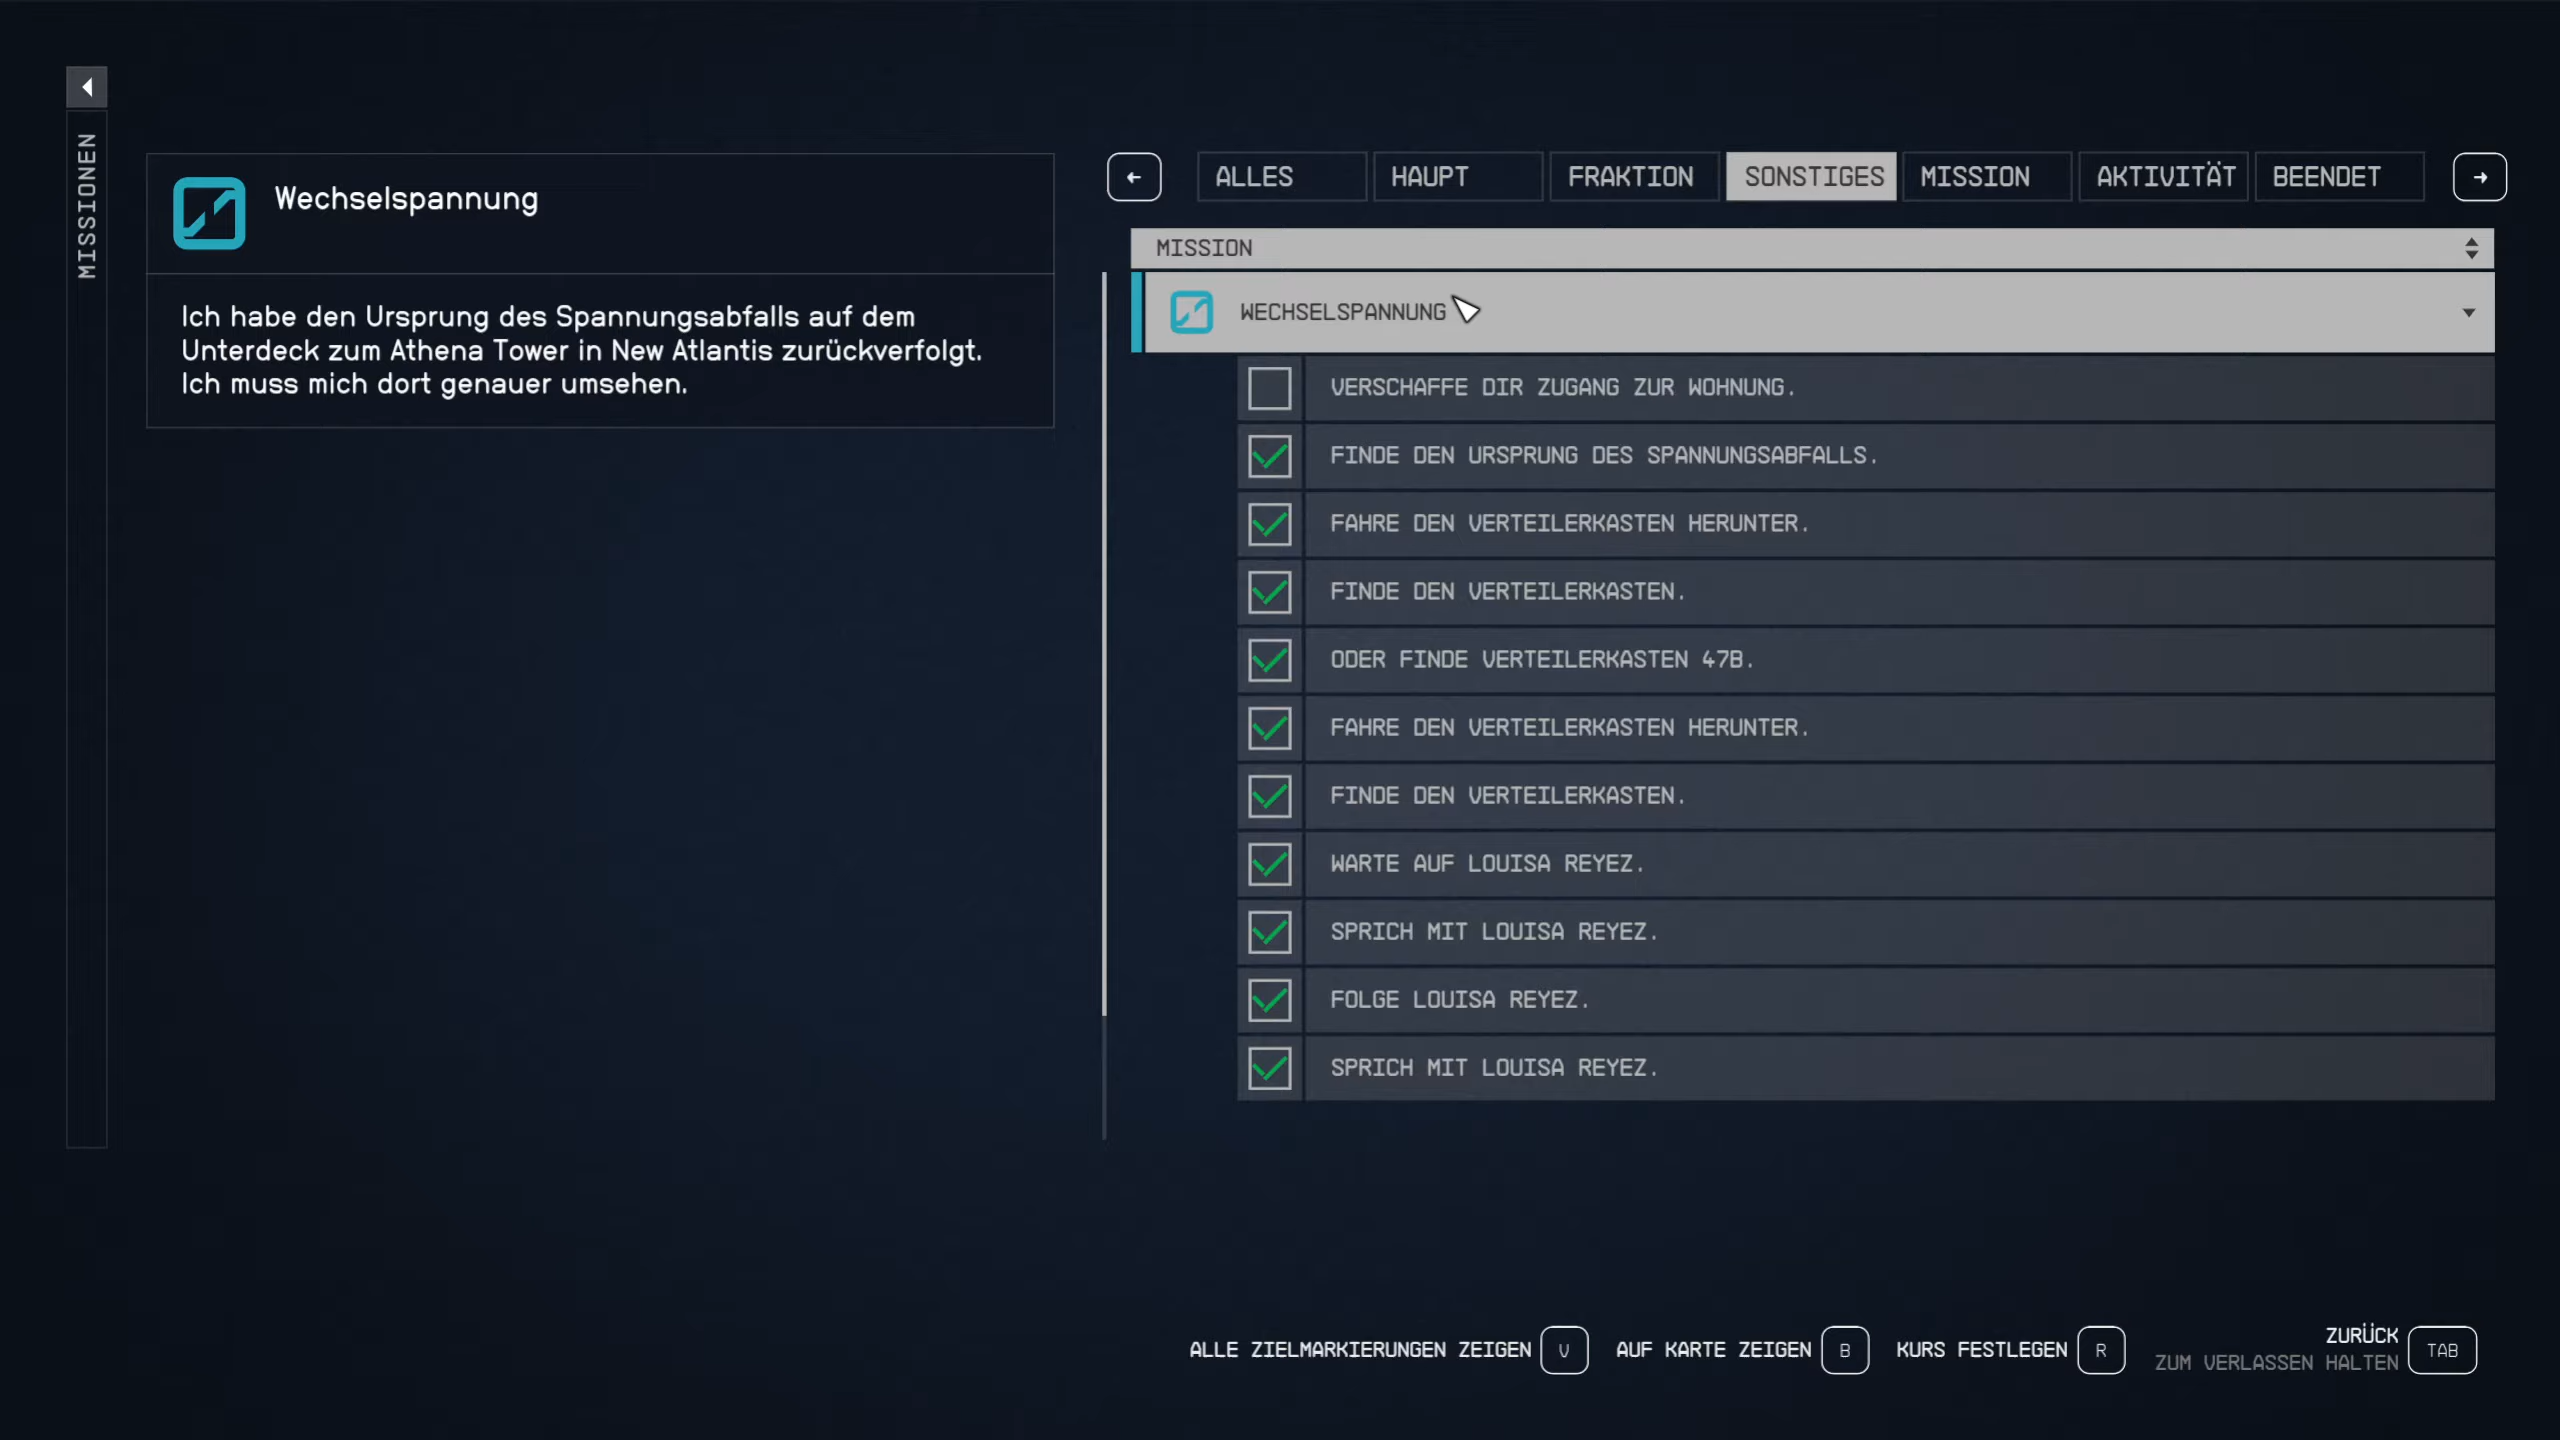 MISSIONEN
Wechselspannung
Ich habe den Ursprung des Spannungsabfalls auf dem
Unterdeck zum Athena Tower in New Atlantis zurückverfolgt.
Ich muss mich dort genauer umsehen.
ALLES
HAUPT
FRAKTION
SONSTIGES
MISSION
AKTIVITÄT
BEENDET
MISSION
WECHSELSPANNUNG
VERSCHAFFE DIR ZUGANG ZUR WOHNUNG.
FINDE DEN URSPRUNG DES SPANNUNGSABFALLS.
FAHRE DEN VERTEILERKASTEN HERUNTER.
FINDE DEN VERTEILERKASTEN.
ODER FINDE VERTEILERKASTEN 47B.
FAHRE DEN VERTEILERKASTEN HERUNTER.
FINDE DEN VERTEILERKASTEN.
WARTE AUF LOUISA REYEZ.
SPRICH MIT LOUISA REYEZ.
FOLGE LOUISA REYEZ.
SPRICH MIT LOUISA REYEZ.
ALLE ZIELMARKIERUNGEN ZEIGEN V
AUF KARTE ZEIGEN B
KURS FESTLEGEN R
ZURÜCK
ZUM VERLASSEN HALTEN TAB